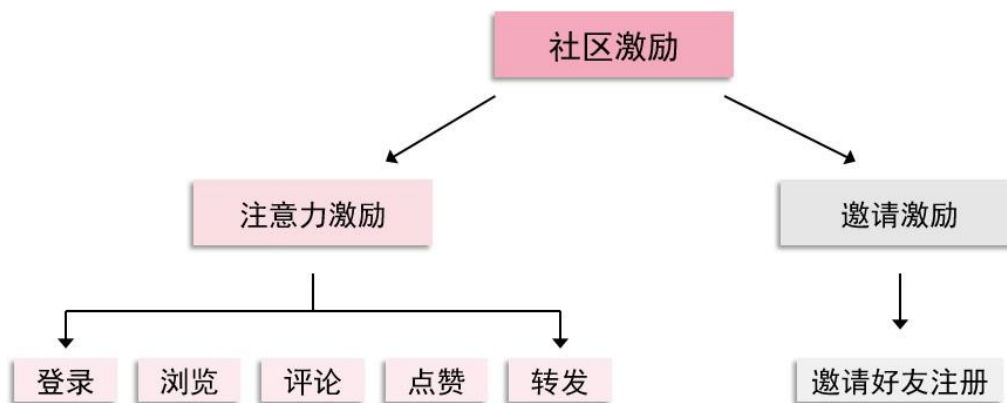 社区激励
注意力激励
邀请激励
登录
浏览
评论
点赞
转发
邀请好友注册